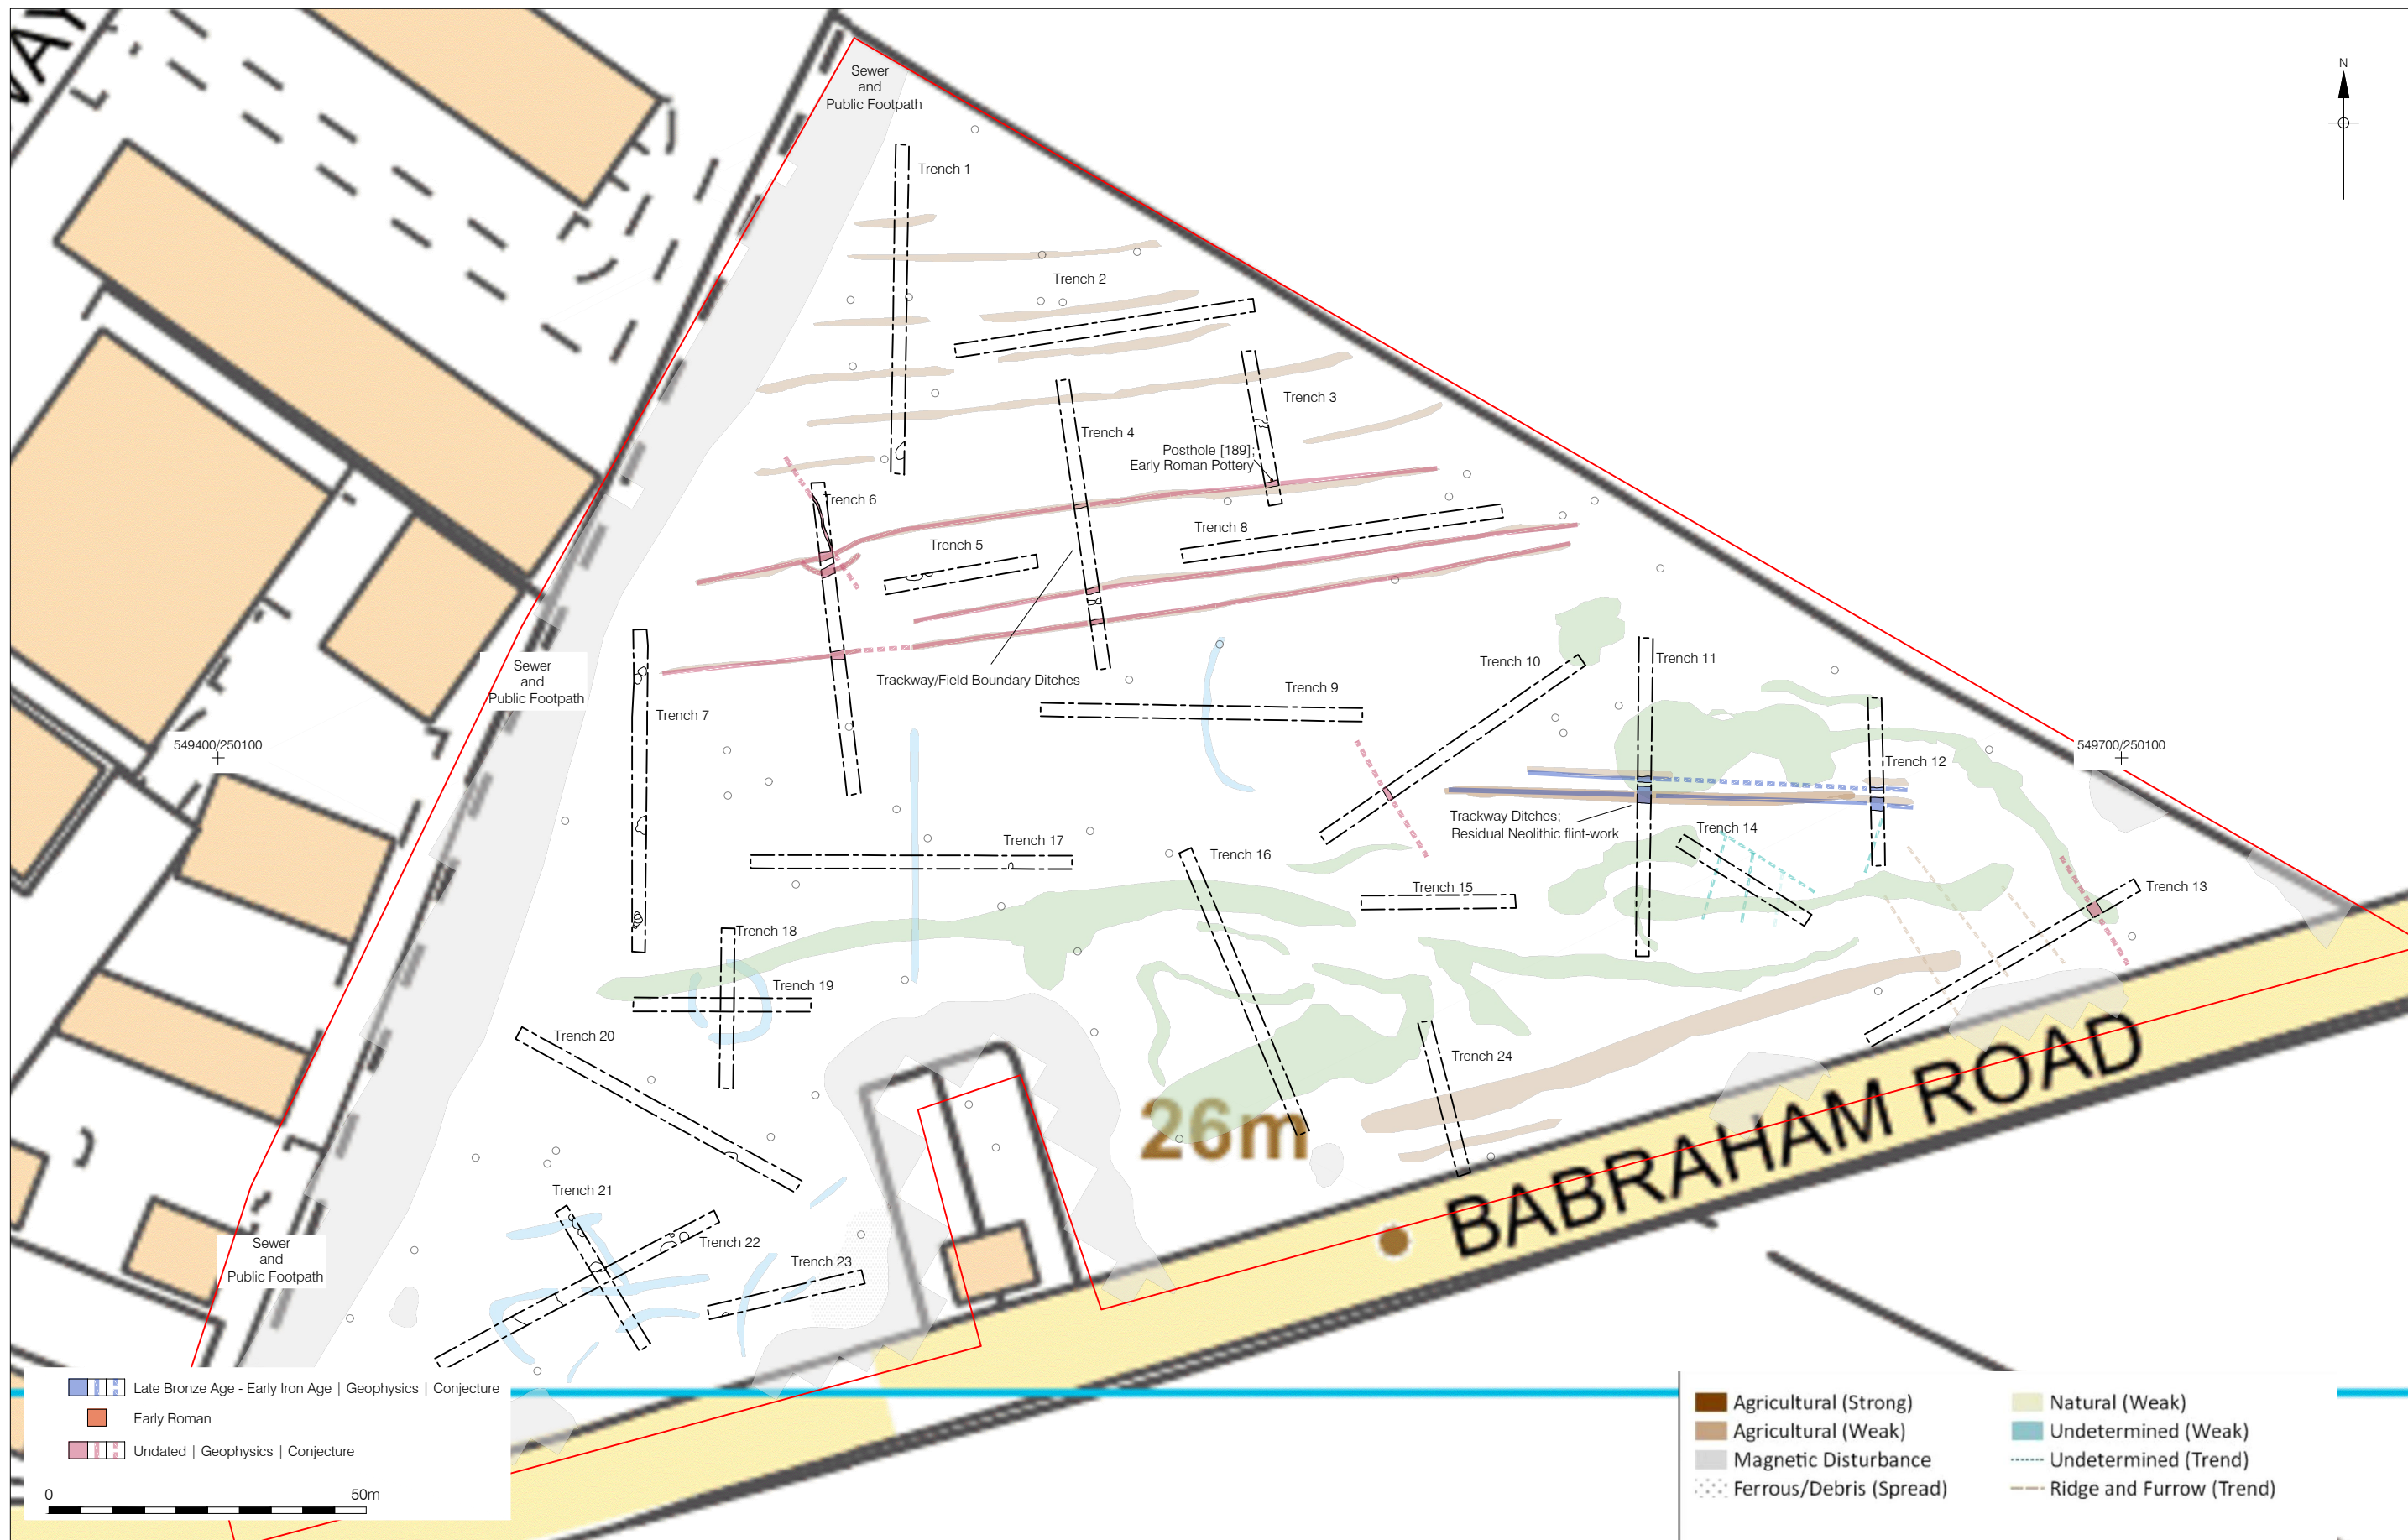 WAY
Sewer
and
Public Footpath
N
Trench 1
Trench 2
Trench 3
Trench 4
Posthole [189];
Early Roman Pottery
Trench 6
Trench 8
Trench 5
Trench 10
Trench 11
Sewer
and
Public Footpath
Trackway/Field Boundary Ditches
Trench 9
Trench 7
549400/250100
549700/250100
Trench 12
Trackway Ditches;
Residual Neolithic flint-work
Trench 14
Trench 17
Trench 16
Trench 15
Trench 13
Trench 18
Trench 19
Trench 20
Trench 24
26m
BABRAHAM ROAD
Trench 21
Trench 22
Trench 23
Sewer
and
Public Footpath
Late Bronze Age - Early Iron Age | Geophysics | Conjecture
Early Roman
Undated | Geophysics | Conjecture
0 50m
Agricultural (Strong)
Agricultural (Weak)
Magnetic Disturbance
Ferrous/Debris (Spread)
Natural (Weak)
Undetermined (Weak)
Undetermined (Trend)
Ridge and Furrow (Trend)